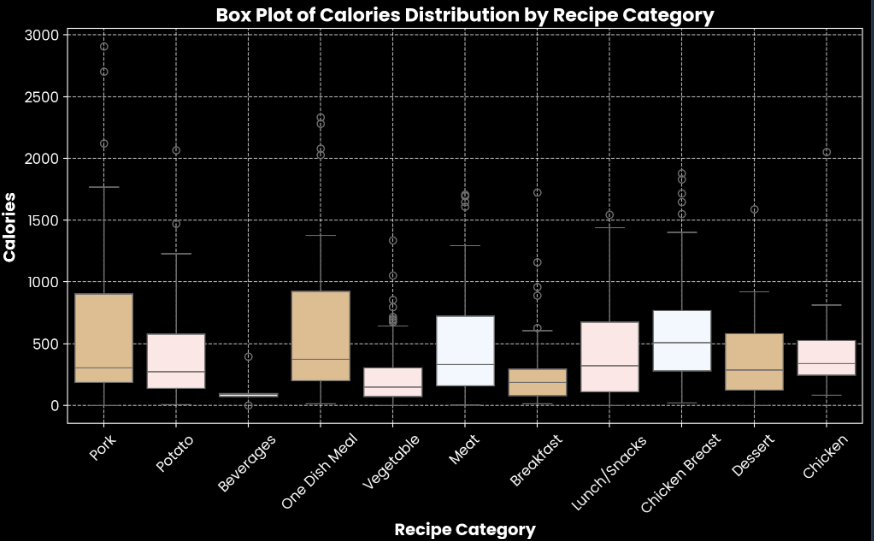 Box Plot of Calories Distribution by Recipe Category
3000
2500
2000
1500
1000
500
0
Calories
Pork
Potato
Beverages
One Dish Meal
Vegetable
Meat
Breakfast
Lunch/Snacks
Chicken Breast
Dessert
Chicken
Recipe Category